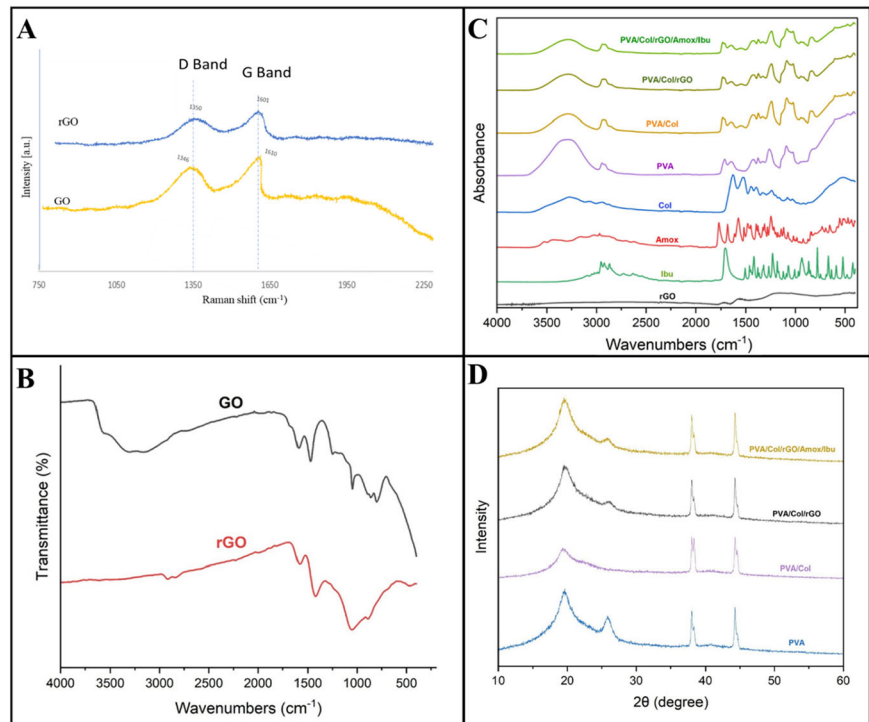 A
D Band
G Band
rGO
1350
1601
GO
1346
1610
Intensity [a.u.]
750
1050
1350
1650
1950
2250
Raman shift (cm-1)
B
GO
rGO
Transmittance (%)
4000
3000
2500
2000
1500
1000
500
Wavenumbers (cm-1)
C
PVA/Col/rGO/Amox/Ibu
PVA/Col/rGO
PVA/Col
PVA
Col
Amox
Ibu
rGO
Absorbance
4000
3500
3000
2500
2000
1500
1000
500
Wavenumbers (cm-1)
D
PVA/Col/rGO/Amox/Ibu
PVA/Col/rGO
PVA/Col
PVA
Intensity
10
20
30
40
50
60
2θ (degree)